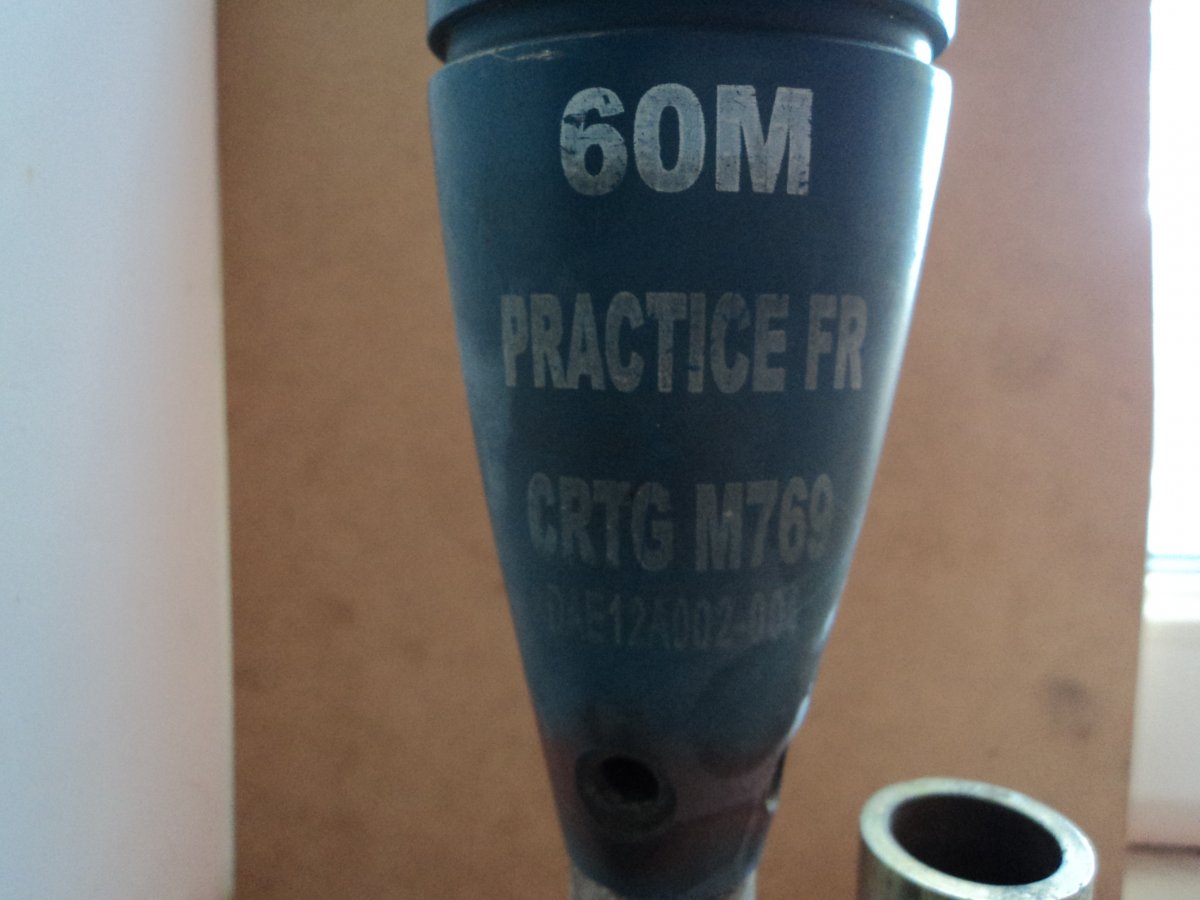 60M
PRACTICE FR
CRTG M769